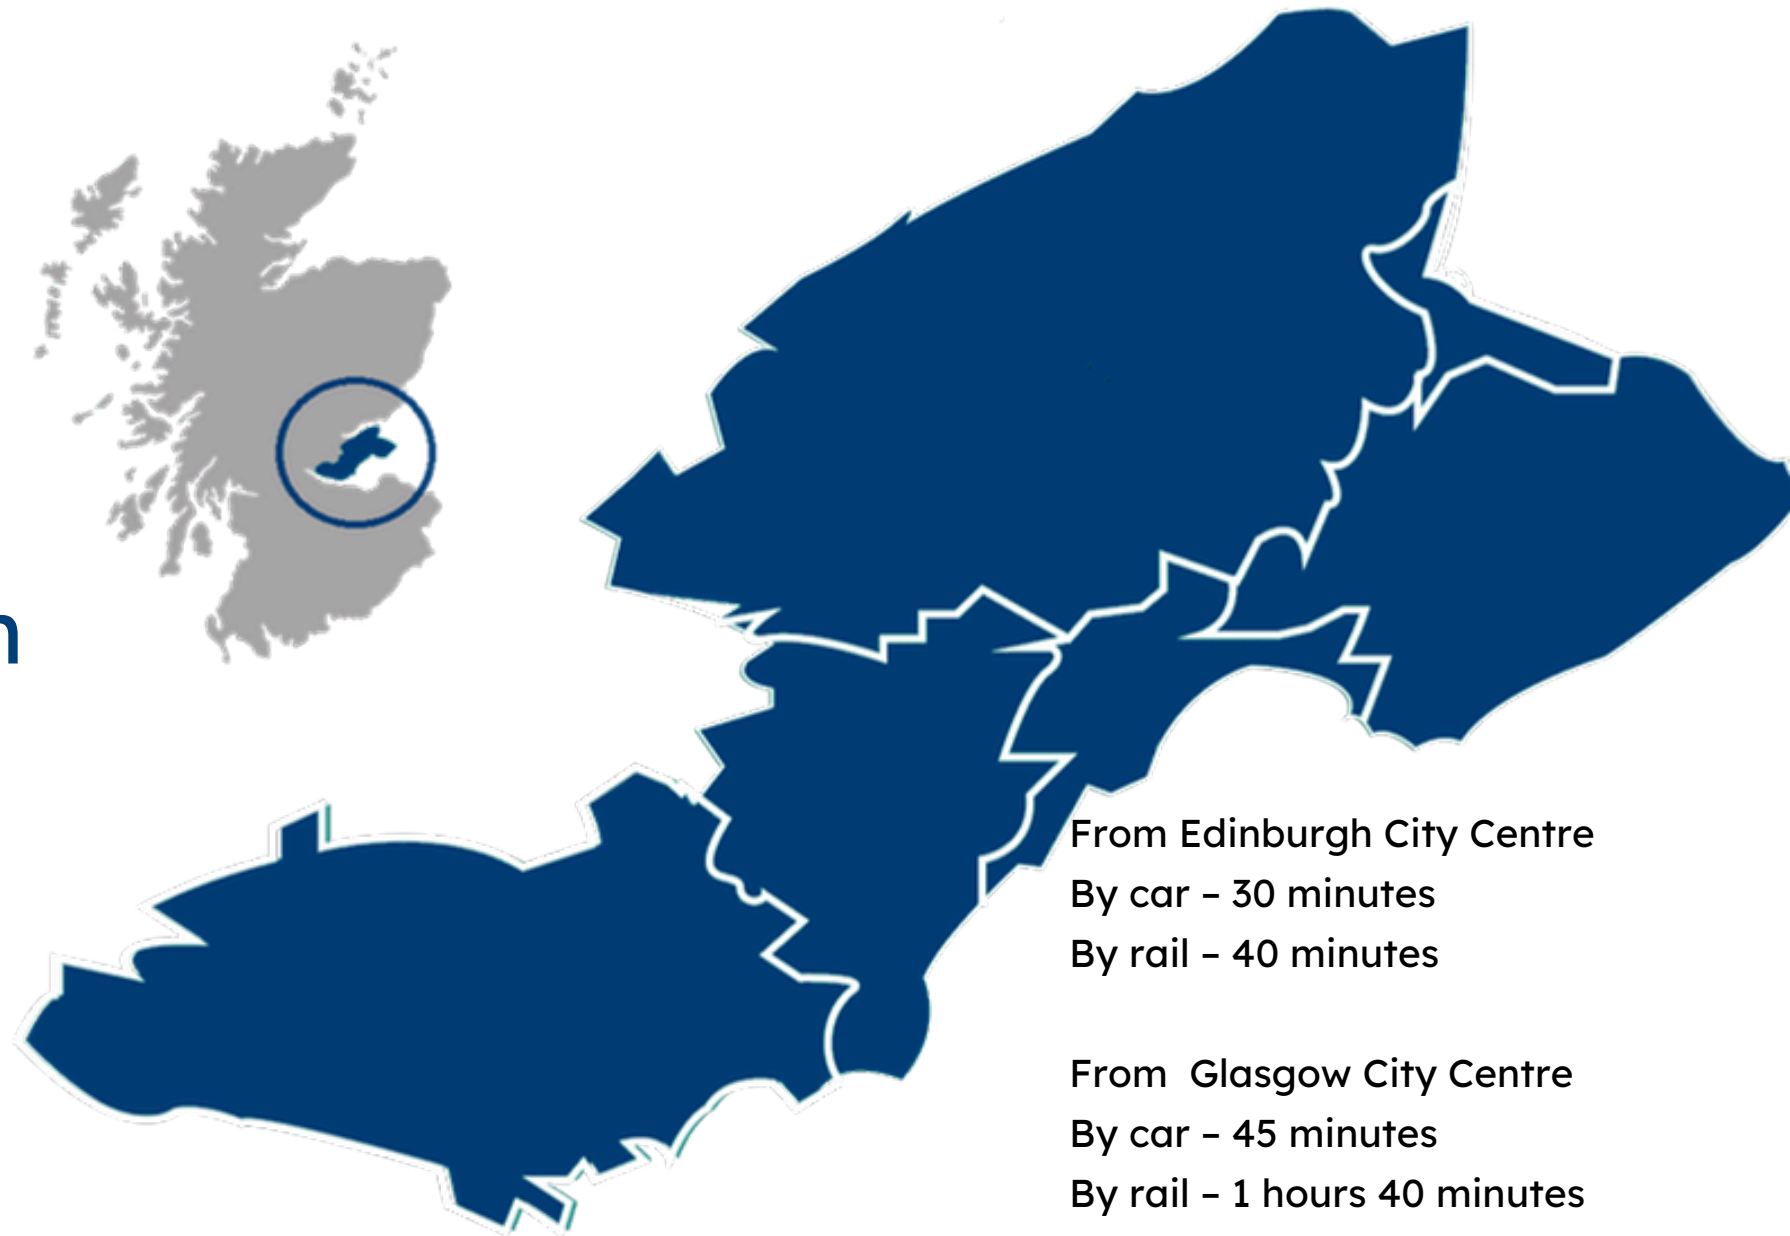 n
From Edinburgh City Centre
By car – 30 minutes
By rail – 40 minutes
From  Glasgow City Centre
By car – 45 minutes
By rail – 1 hours 40 minutes